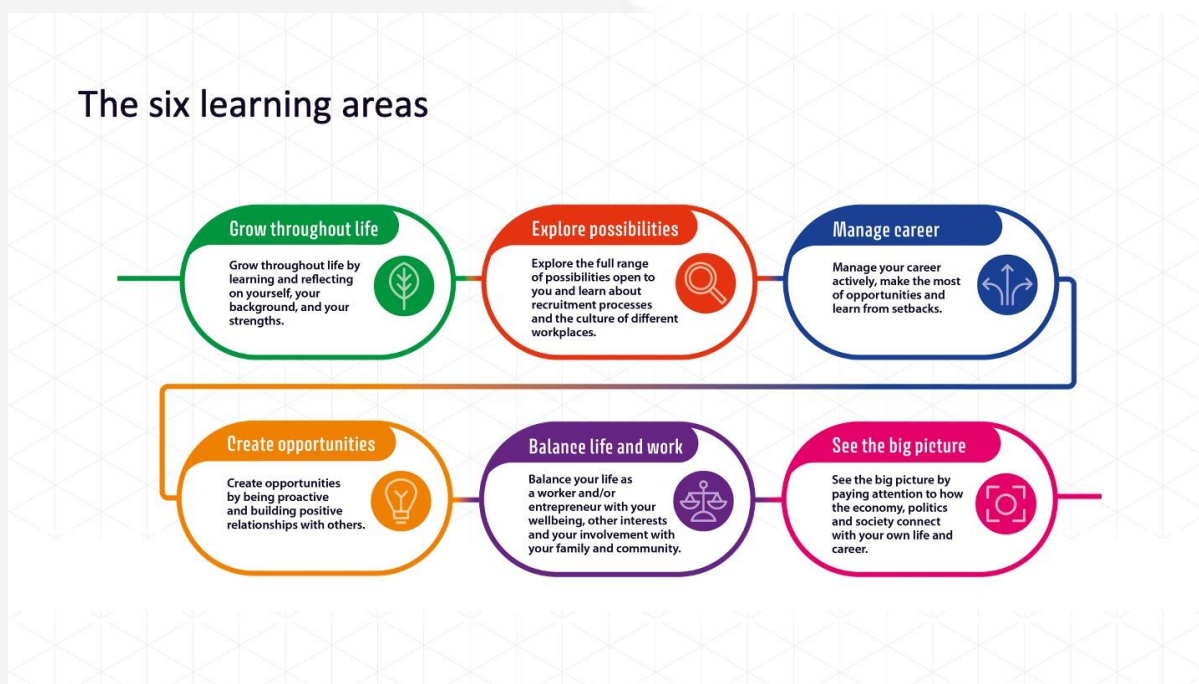 The six learning areas
Grow throughout life
Grow throughout life by
learning and reflecting
on yourself, your
background, and your
strengths.
Explore possibilities
Explore the full range
of possibilities open to
you and learn about
recruitment processes
and the culture of different
workplaces.
Manage career
Manage your career
actively, make the most
of opportunities and
learn from setbacks.
Create opportunities
Create opportunities
by being proactive
and building positive
relationships with others.
Balance life and work
Balance your life as
a worker and/or
entrepreneur with your
wellbeing, other interests
and your involvement with
your family and community.
See the big picture
See the big picture by
paying attention to how
the economy, politics
and society connect
with your own life and
career.